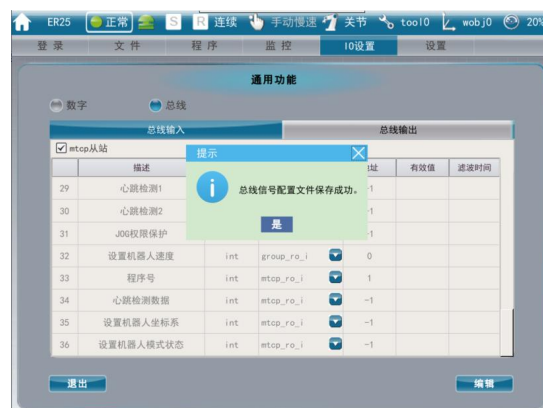 ER25 正常 S R 连续 手动慢速 关节 tool0 wobj0 20%
登录 文件 程序 监控 IO设置 设置
通用功能
数字 总线
总线输入 总线输出
mtcp从站
描述 址 有效值 滤波时间
提示
总线信号配置文件保存成功。
是
29 心跳检测1 -1
30 心跳检测2 -1
31 JOG权限保护 -1
32 设置机器人速度 int group_ro_i 0
33 程序号 int mtcp_ro_i 1
34 心跳检测数据 int mtcp_ro_i -1
35 设置机器人坐标系 int mtcp_ro_i -1
36 设置机器人模式状态 int mtcp_ro_i -1
退出 编辑